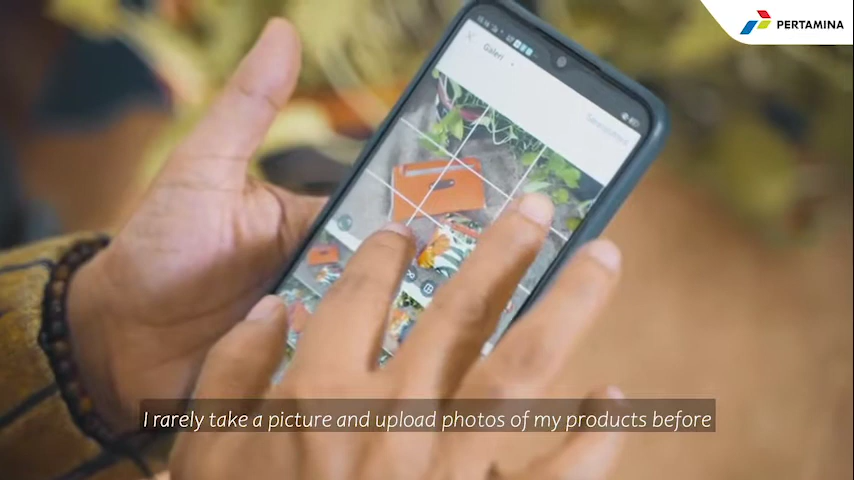 PERTAMINA
Galeri
I rarely take a picture and upload photos of my products before